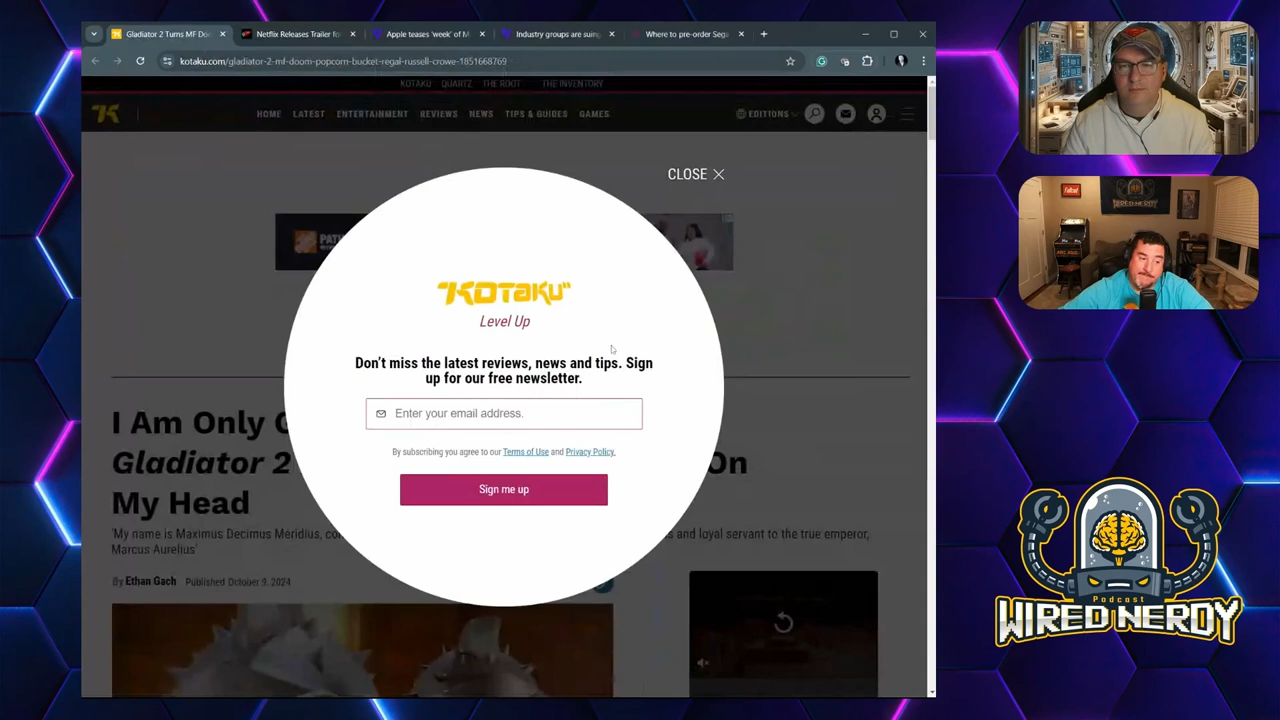 Gladiator 2 Turns MF Do
Netflix Releases Trailer fo
Apple teases 'week' of M
Industry groups are suin
Where to pre-order Sega
kotaku.com/gladiator-2-mf-doom-popcorn-bucket-regal-russell-crowe-1851668769
KOTAKU QUARTZ THE ROOT THE INVENTORY
HOME LATEST ENTERTAINMENT REVIEWS NEWS TIPS & GUIDES GAMES EDITIONS
CLOSE
KOTAKU
Level Up
Don't miss the latest reviews, news and tips. Sign
up for our free newsletter.
Enter your email address.
By subscribing you agree to our Terms of Use and Privacy Policy.
Sign me up
I Am Only G
Gladiator 2 On
My Head
'My name is Maximus Decimus Meridius, co s and loyal servant to the true emperor,
Marcus Aurelius'
By Ethan Gach Published October 9, 2024
Fallout
WIRED NERDY
Podcast
WIRED NERDY